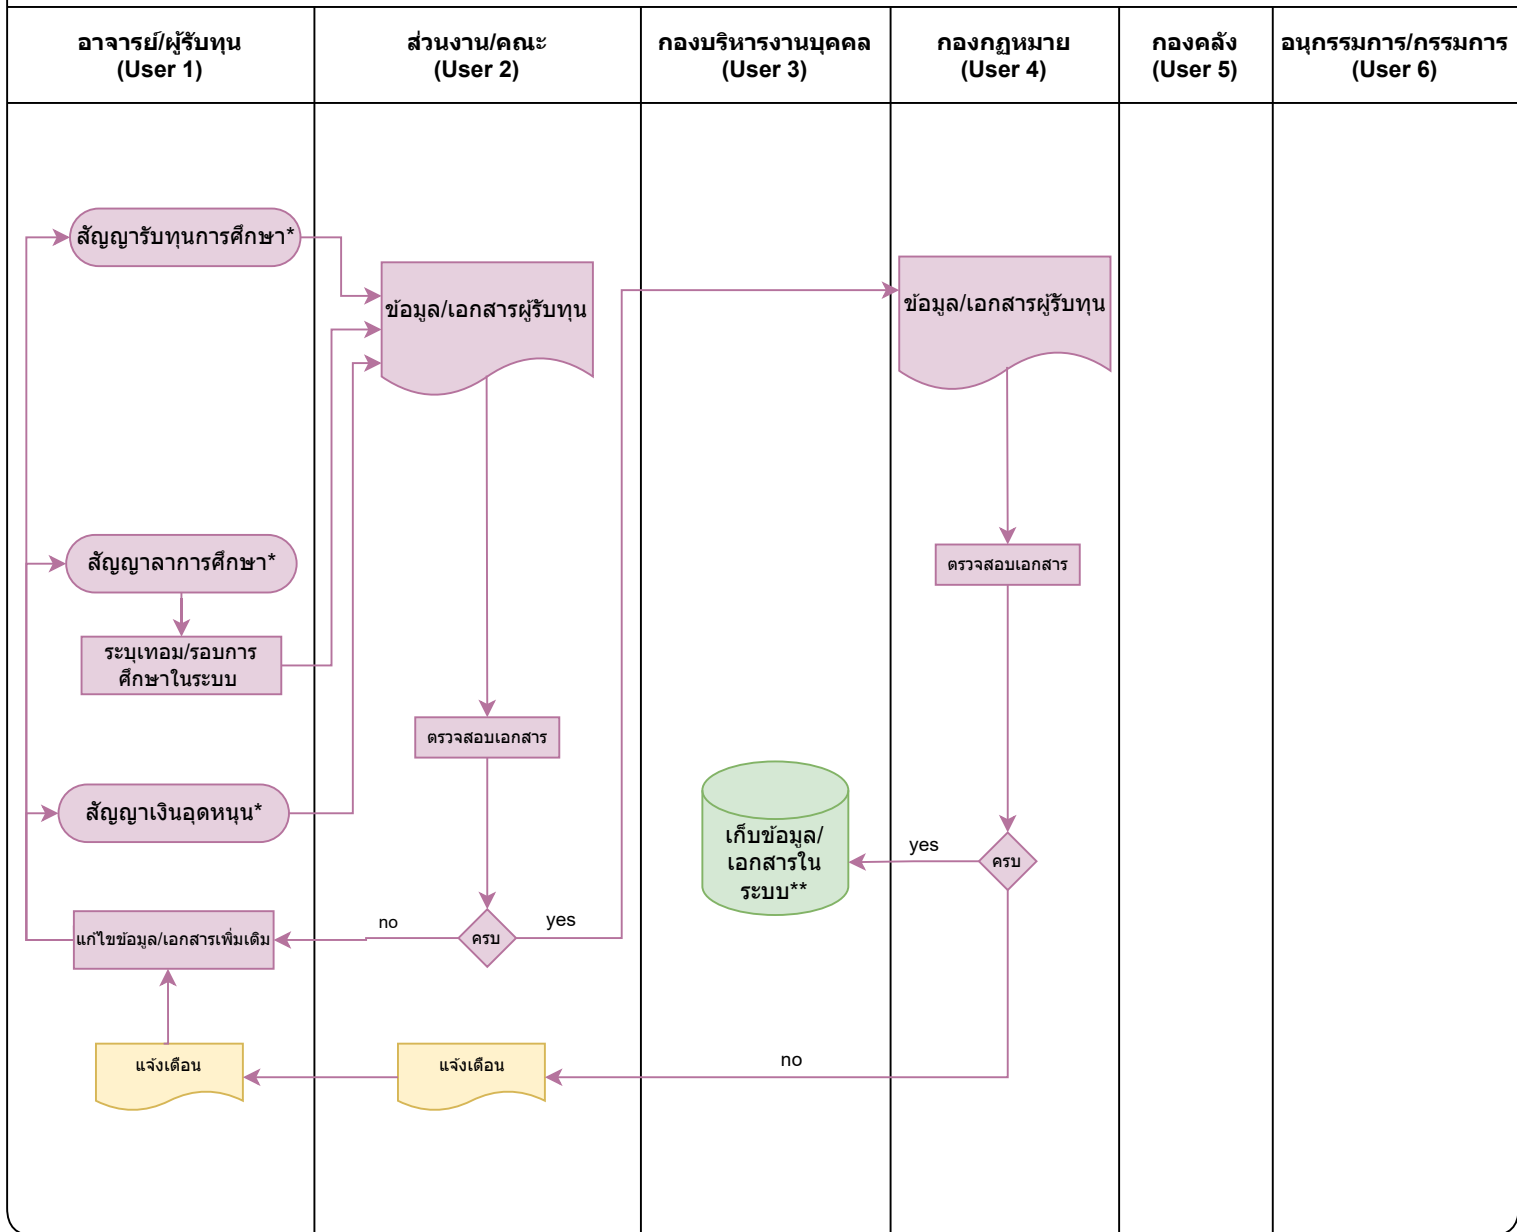 อาจารย์/ผู้รับทุน
(User 1)
ส่วนงาน/คณะ
(User 2)
กองบริหารงานบุคคล
(User 3)
กองกฏหมาย
(User 4)
กองคลัง
(User 5)
อนุกรรมการ/กรรมการ
(User 6)
สัญญารับทุนการศึกษา*
ข้อมูล/เอกสารผู้รับทุน
ข้อมูล/เอกสารผู้รับทุน
สัญญาลาการศึกษา*
ตรวจสอบเอกสาร
ระบุเทอม/รอบการ
ศึกษาในระบบ
ตรวจสอบเอกสาร
สัญญาเงินอุดหนุน*
เก็บข้อมูล/
เอกสารใน
ระบบ**
yes
ครบ
แก้ไขข้อมูล/เอกสารเพิ่มเติม
no
ครบ
yes
แจ้งเตือน
แจ้งเตือน
no